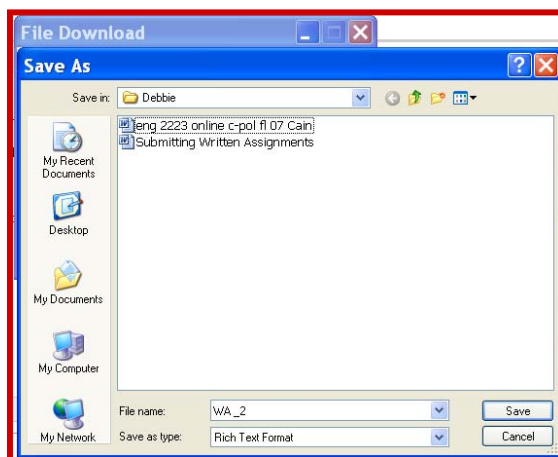 File Download
Save As
Save in: Debbie
eng 2223 online c-pol fl 07 Cain
Submitting Written Assignments
My Recent
Documents
Desktop
My Documents
My Computer
My Network
File name: WA_2 Save
Save as type: Rich Text Format Cancel